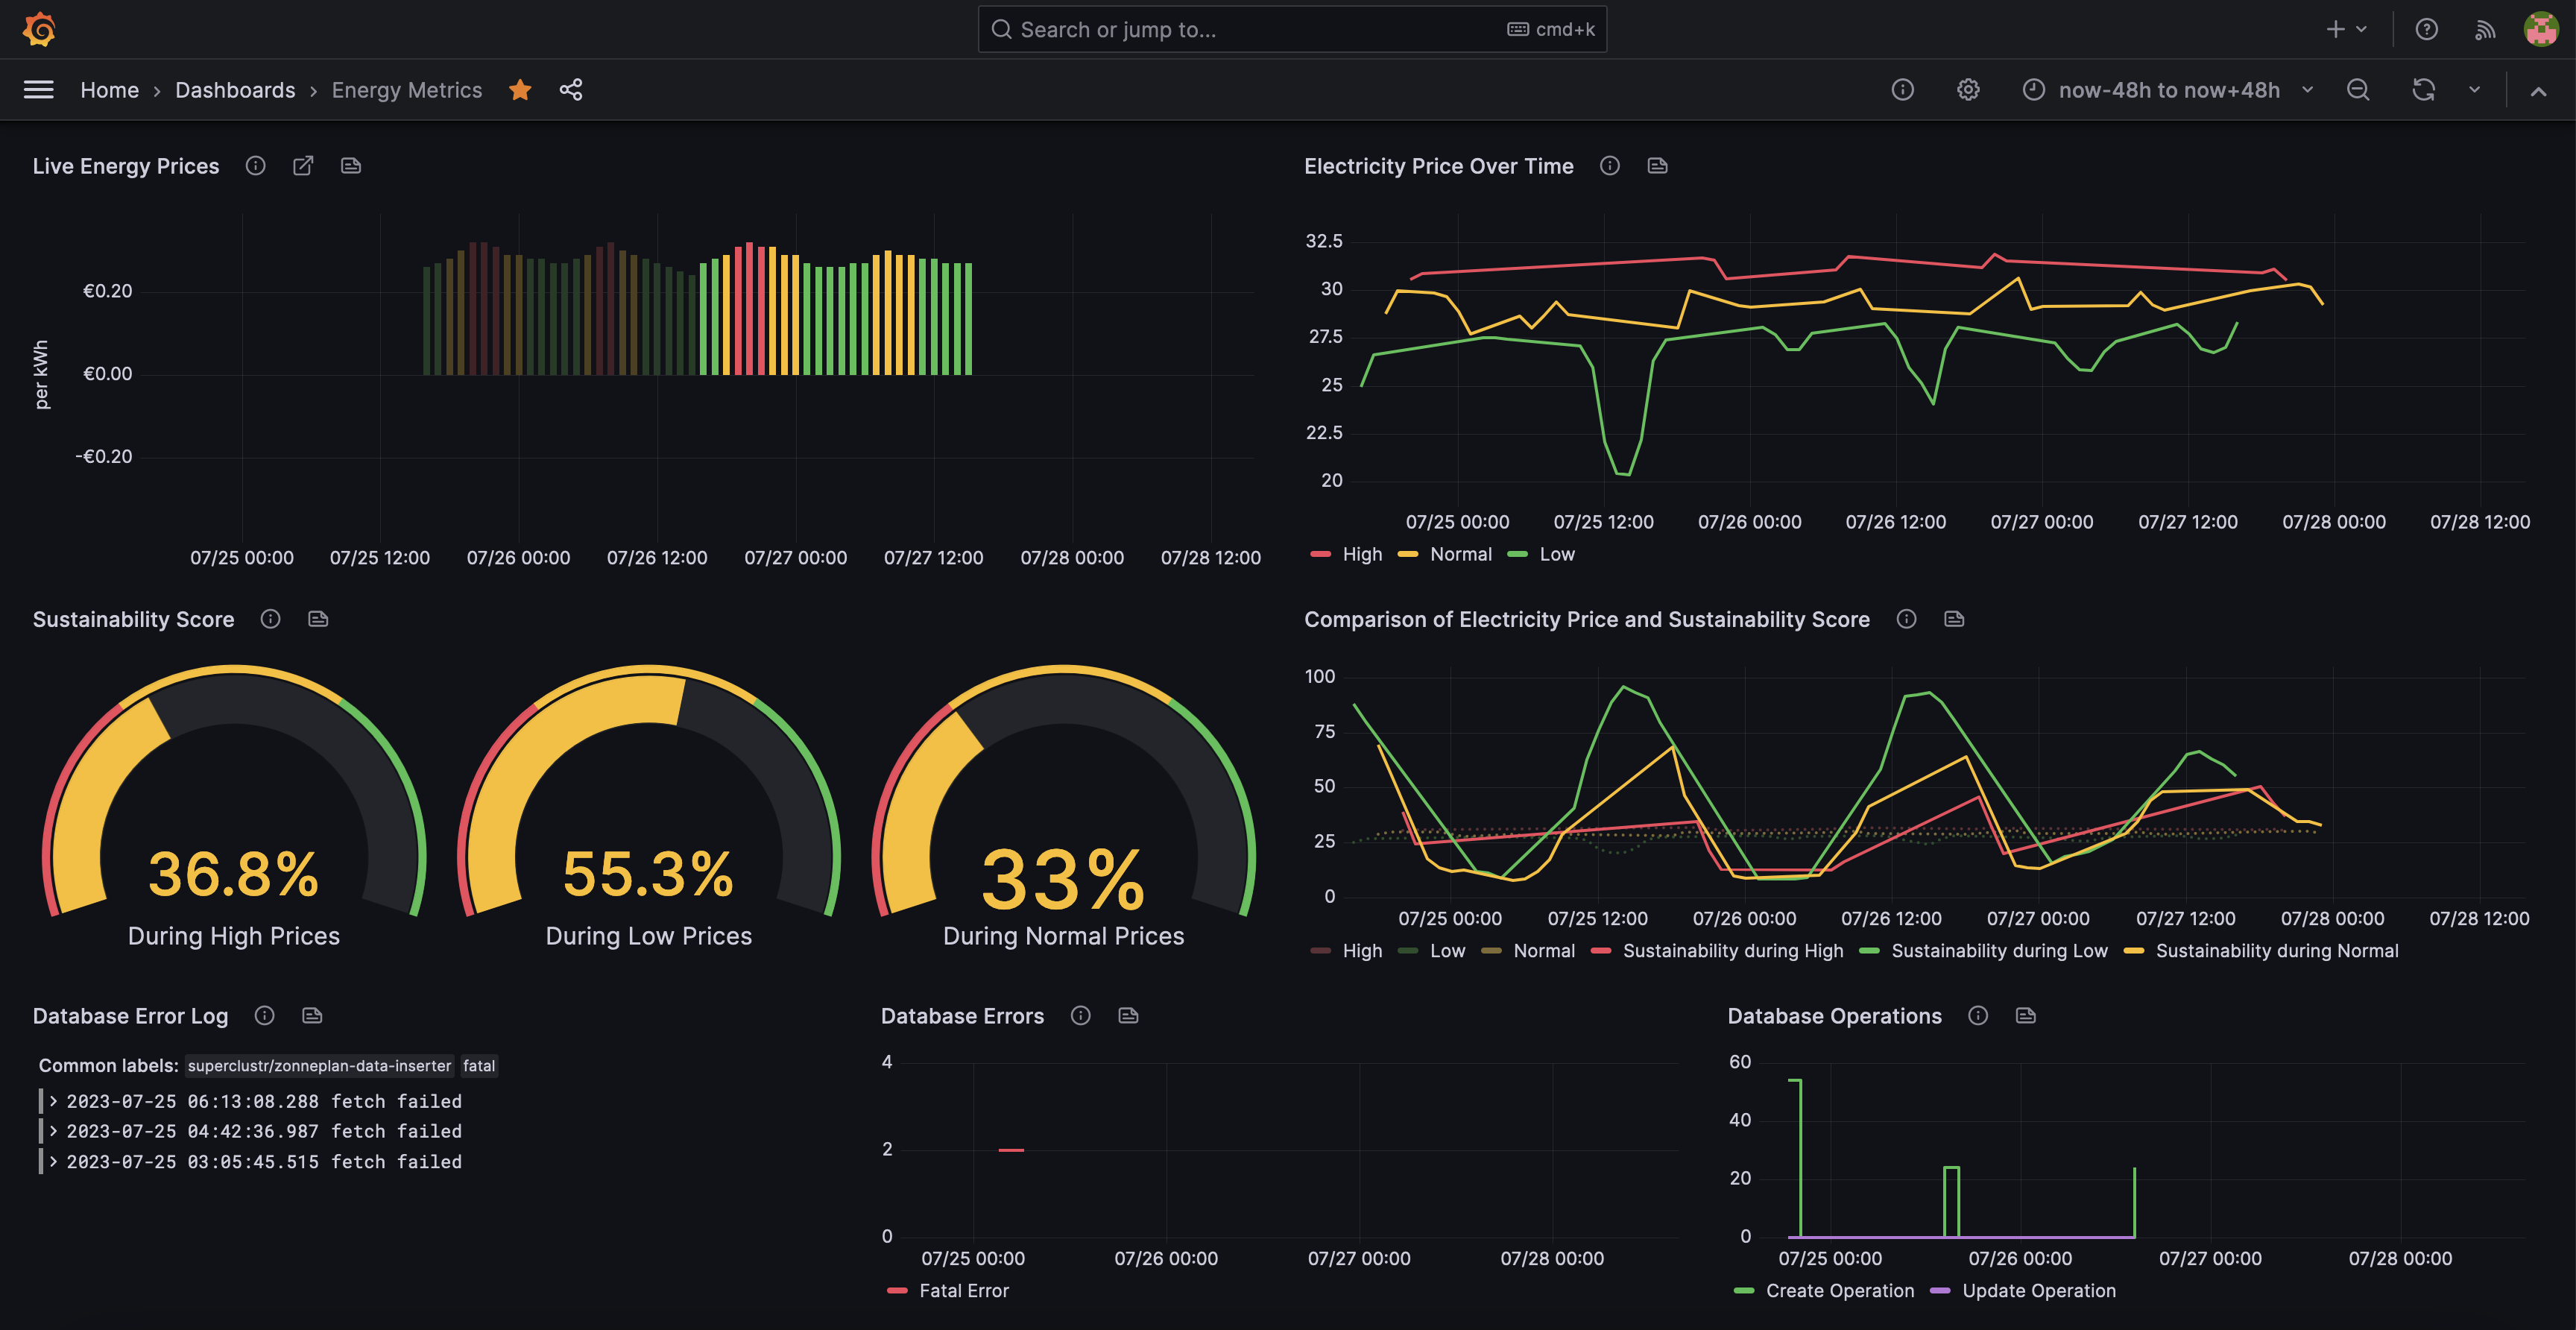 Search or jump to... cmd+k
Home › Dashboards › Energy Metrics now-48h to now+48h
Live Energy Prices
per kWh
€0.20
€0.00
-€0.20
07/25 00:00 07/25 12:00 07/26 00:00 07/26 12:00 07/27 00:00 07/27 12:00 07/28 00:00 07/28 12:00
Electricity Price Over Time
32.5
30
27.5
25
22.5
20
07/25 00:00 07/25 12:00 07/26 00:00 07/26 12:00 07/27 00:00 07/27 12:00 07/28 00:00 07/28 12:00
High Normal Low
Sustainability Score
36.8% 55.3% 33%
During High Prices During Low Prices During Normal Prices
Comparison of Electricity Price and Sustainability Score
100
75
50
25
0
07/25 00:00 07/25 12:00 07/26 00:00 07/26 12:00 07/27 00:00 07/27 12:00 07/28 00:00 07/28 12:00
High Low Normal Sustainability during High Sustainability during Low Sustainability during Normal
Database Error Log
Common labels: superclustr/zonneplan-data-inserter fatal
> 2023-07-25 06:13:08.288 fetch failed
> 2023-07-25 04:42:36.987 fetch failed
> 2023-07-25 03:05:45.515 fetch failed
Database Errors
4
2
0
07/25 00:00 07/26 00:00 07/27 00:00 07/28 00:00
Fatal Error
Database Operations
60
40
20
0
07/25 00:00 07/26 00:00 07/27 00:00 07/28 00:00
Create Operation Update Operation